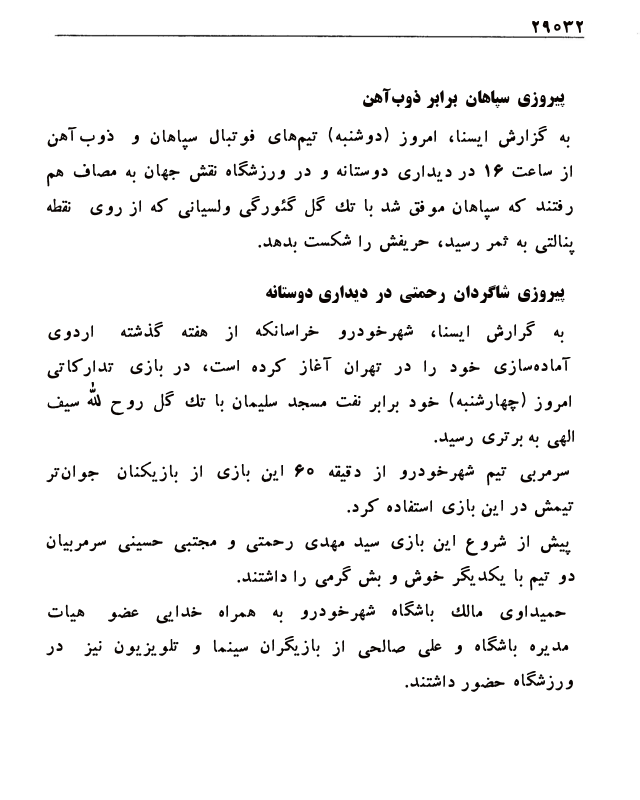 ۲۹۰۳۲
پیروزی سپاهان برابر ذوب‌آهن
به گزارش ایسنا، امروز (دوشنبه) تیم‌های فوتبال سپاهان و ذوب‌آهن
از ساعت ۱۶ در دیداری دوستانه و در ورزشگاه نقش جهان به مصاف هم
رفتند که سپاهان موفق شد با تك گل گئورگی ولسیانی که از روی نقطه
پنالتی به ثمر رسید، حریفش را شکست بدهد.
پیروزی شاگردان رحمتی در دیداری دوستانه
به گرارش ایسنا، شهرخودرو خراسانکه از هفته گذشته اردوی
آماده‌سازی خود را در تهران آغاز کرده است، در بازی تدارکاتی
امروز (چهارشنبه) خود برابر نفت مسجد سلیمان با تك گل روح لله سیف
الهی به برتری رسید.
سرمربی تیم شهرخودرو از دقیقه ۶۰ این بازی از بازیکنان جوان‌تر
تیمش در این بازی استفاده کرد.
پیش از شروع این بازی سید مهدی رحمتی و مجتبی حسینی سرمربیان
دو تیم با یکدیگر خوش و بش گرمی را داشتند.
حمیداوی مالك باشگاه شهرخودرو به همراه خدایی عضو هیات
مدیره باشگاه و علی صالحی از بازیگران سینما و تلویزیون نیز در
ورزشگاه حضور داشتند.